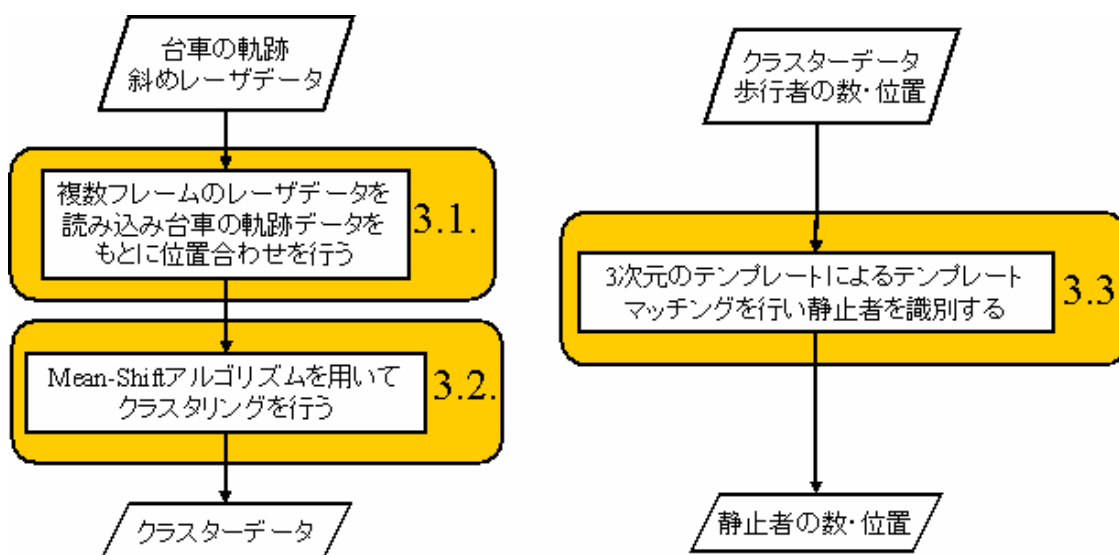 台車の軌跡
斜めレーザデータ
複数フレームのレーザデータを
読み込み台車の軌跡データを
もとに位置合わせを行う
3.1.
Mean-Shiftアルゴリズムを用いて
クラスタリングを行う
3.2.
クラスターデータ
クラスターデータ
歩行者の数・位置
3次元のテンプレートによるテンプレート
マッチングを行い静止者を識別する
3.3
静止者の数・位置